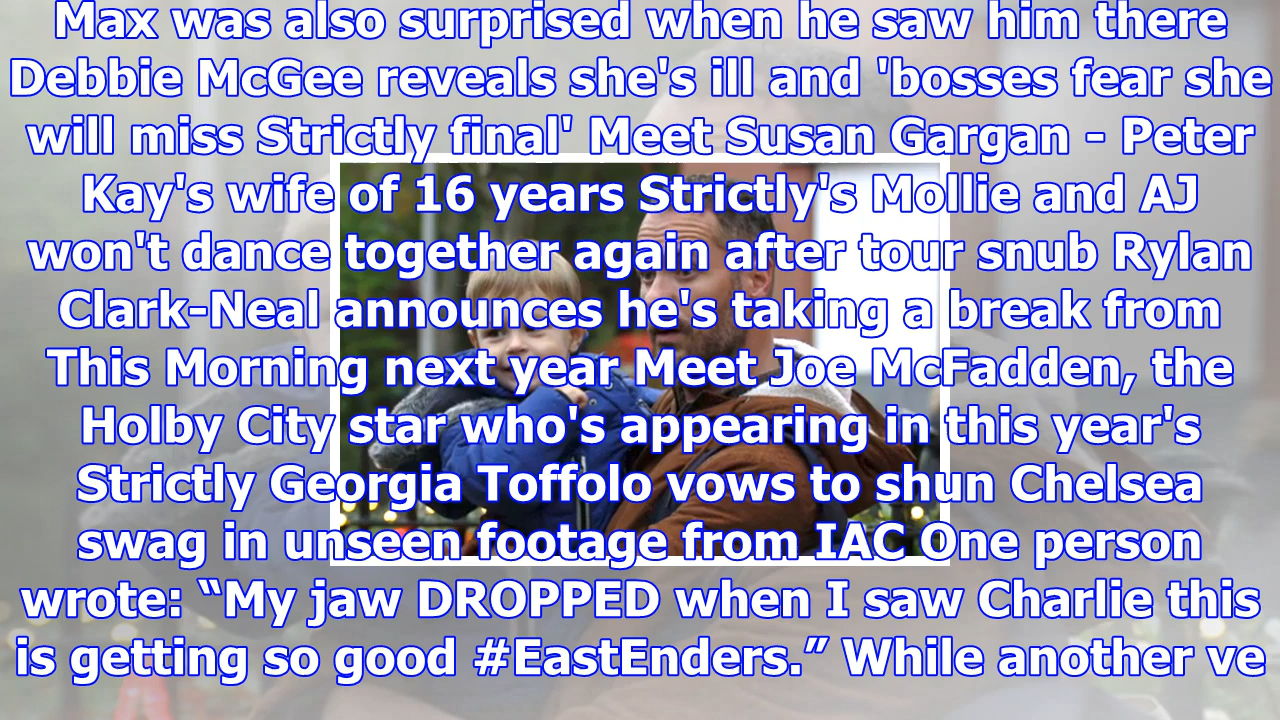 Max was also surprised when he saw him there
Debbie McGee reveals she's ill and 'bosses fear she
will miss Strictly final' Meet Susan Gargan - Peter
Kay's wife of 16 years Strictly's Mollie and AJ
won't dance together again after tour snub Rylan
Clark-Neal announces he's taking a break from
This Morning next year Meet Joe McFadden, the
Holby City star who's appearing in this year's
Strictly Georgia Toffolo vows to shun Chelsea
swag in unseen footage from IAC One person
wrote: “My jaw DROPPED when I saw Charlie this
is getting so good #EastEnders.” While another ve